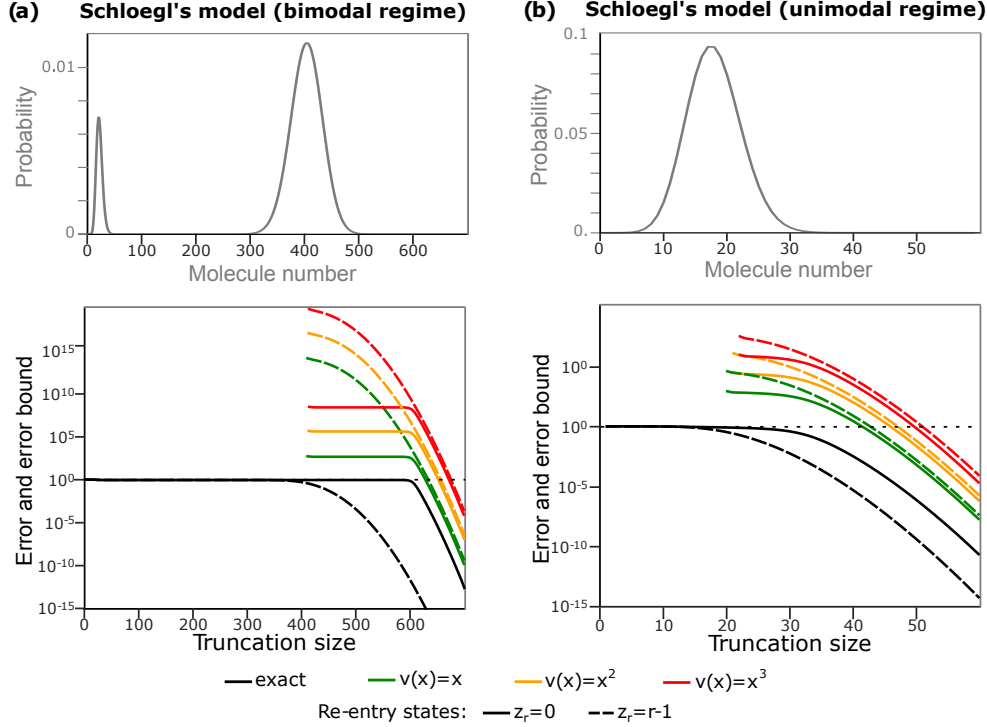 (a) Schloegl's model (bimodal regime)
0.01
0
Probability
0 100 200 300 400 500 600
Molecule number
10^15
10^10
10^5
10^0
10^-5
10^-10
10^-15
Error and error bound
0 100 200 300 400 500 600
Truncation size
(b) Schloegl's model (unimodal regime)
0.1
0.05
0.
Probability
0 10 20 30 40 50
Molecule number
10^0
10^0
10^-5
10^-10
10^-15
Error and error bound
0 10 20 30 40 50
Truncation size
exact v(x)=x v(x)=x^2 v(x)=x^3
Re-entry states: z_r=0 z_r=r-1